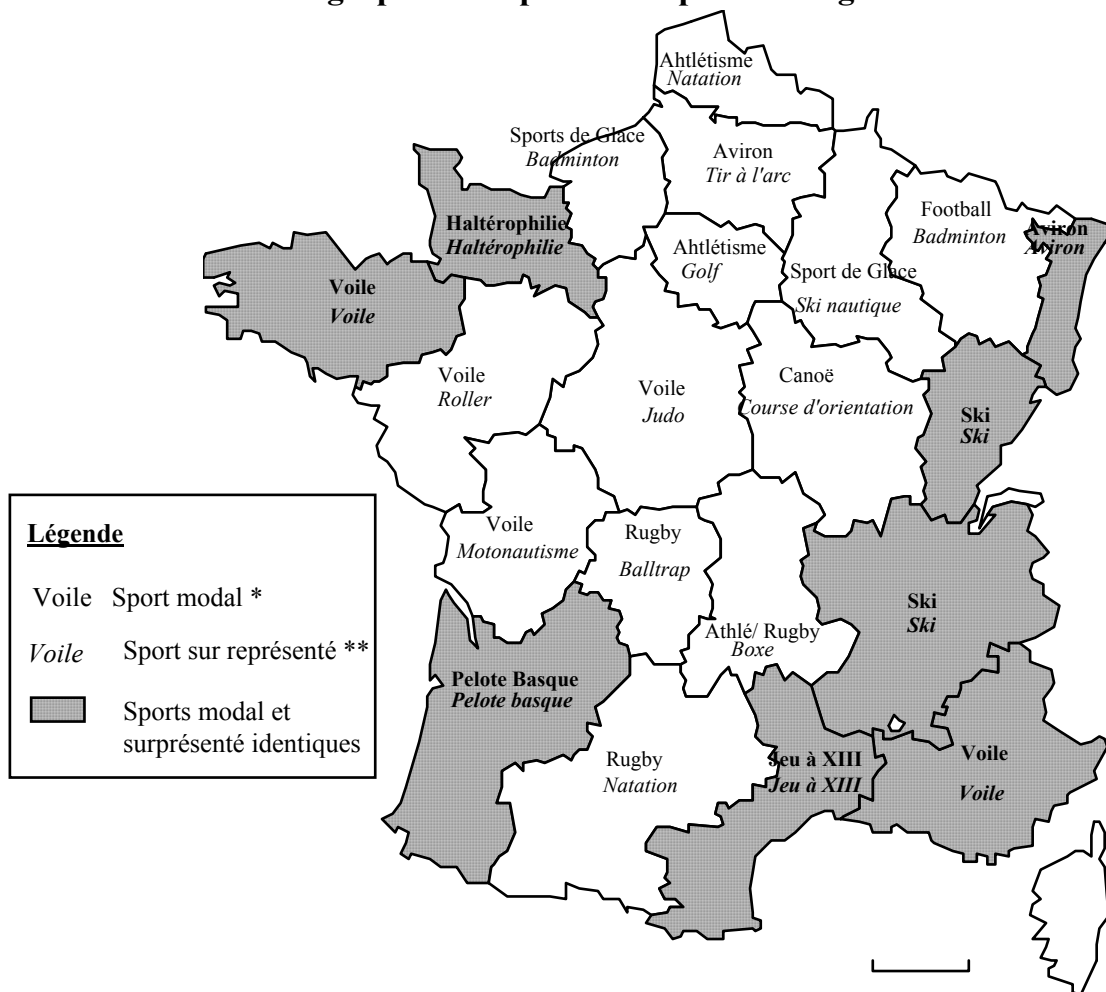 Ahtlétisme
Natation
Sports de Glace
Badminton
Aviron
Tir à l'arc
Haltérophilie
Haltérophilie
Football
Badminton
Aviron
Aviron
Ahtlétisme
Golf
Sport de Glace
Ski nautique
Voile
Voile
Voile
Roller
Voile
Judo
Canoë
Course d'orientation
Ski
Ski
Voile
Motonautisme
Rugby
Balltrap
Ski
Ski
Athlé/ Rugby
Boxe
Pelote Basque
Pelote basque
Rugby
Natation
Jeu à XIII
Jeu à XIII
Voile
Voile
Légende
Voile Sport modal *
Voile Sport sur représenté **
Sports modal et
surprésenté identiques